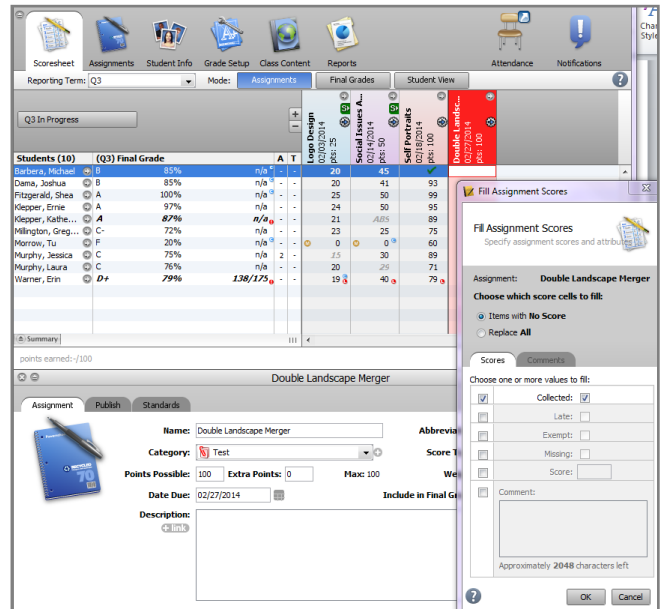 Scoresheet Assignments Student Info Grade Setup Class Content Reports Attendance Notifications
Char
Style
Reporting Term: Q3 Mode: Assignments Final Grades Student View
Q3 In Progress
Logo Design
02/03/2014
pts: 25
Social Issues A...
02/14/2014
pts: 50
Self Portraits
02/18/2014
pts: 100
Double Landsc...
02/27/2014
pts: 100
Students (10) (Q3) Final Grade A T
Barbera, Michael B 85% n/a - - 20 45
Dama, Joshua B 85% n/a - - 20 41 93
Fitzgerald, Shea A 100% n/a - - 25 50 99
Klepper, Ernie A 97% n/a - - 24 50 95
Klepper, Kathe... A 87% n/a - - 21 ABS 89
Millington, Greg... C- 72% n/a - - 23 25 75
Morrow, Tu F 20% n/a - - 0 0 60
Murphy, Jessica C 75% n/a 2 - 15 30 89
Murphy, Laura C 76% n/a - - 20 29 71
Warner, Erin D+ 79% 138/175 - - 19 40 79
Summary
points earned:-/100
Double Landscape Merger
Assignment Publish Standards
Name: Double Landscape Merger Abbrevia
Category: Test Score T
Points Possible: 100 Extra Points: 0 Max: 100 We
Date Due: 02/27/2014 Include in Final G
Description:
+ link
RECYCLED
70
Fill Assignment Scores
Fill Assignment Scores
Specify assignment scores and attributes
Assignment: Double Landscape Merger
Choose which score cells to fill:
Items with No Score
Replace All
Scores Comments
Choose one or more values to fill:
Collected:
Late:
Exempt:
Missing:
Score:
Comment:
Approximately 2048 characters left
OK Cancel